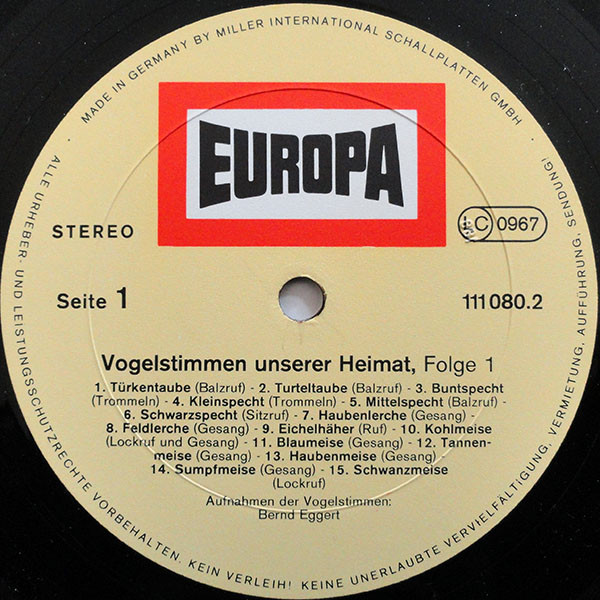 MADE IN GERMANY BY MILLER INTERNATIONAL SCHALLPLATTEN GMBH
EUROPA
STEREO
LC 0967
Seite 1
111 080.2
Vogelstimmen unserer Heimat, Folge 1
1. Türkentaube (Balzruf) - 2. Turteltaube (Balzruf) - 3. Buntspecht
(Trommeln) - 4. Kleinspecht (Trommeln) - 5. Mittelspecht (Balzruf) -
6. Schwarzspecht (Sitzruf) - 7. Haubenlerche (Gesang) -
8. Feldlerche (Gesang) - 9. Eichelhäher (Ruf) - 10. Kohlmeise
(Lockruf und Gesang) - 11. Blaumeise (Gesang) - 12. Tannen-
meise (Gesang) - 13. Haubenmeise (Gesang) -
14. Sumpfmeise (Gesang) - 15. Schwanzmeise
(Lockruf)
Aufnahmen der Vogelstimmen:
Bernd Eggert
ALLE URHEBER- UND LEISTUNGSSCHUTZRECHTE VORBEHALTEN. KEIN VERLEIH! KEINE UNERLAUBTE VERVIELFÄLTIGUNG, VERMIETUNG, AUFFÜHRUNG, SENDUNG!